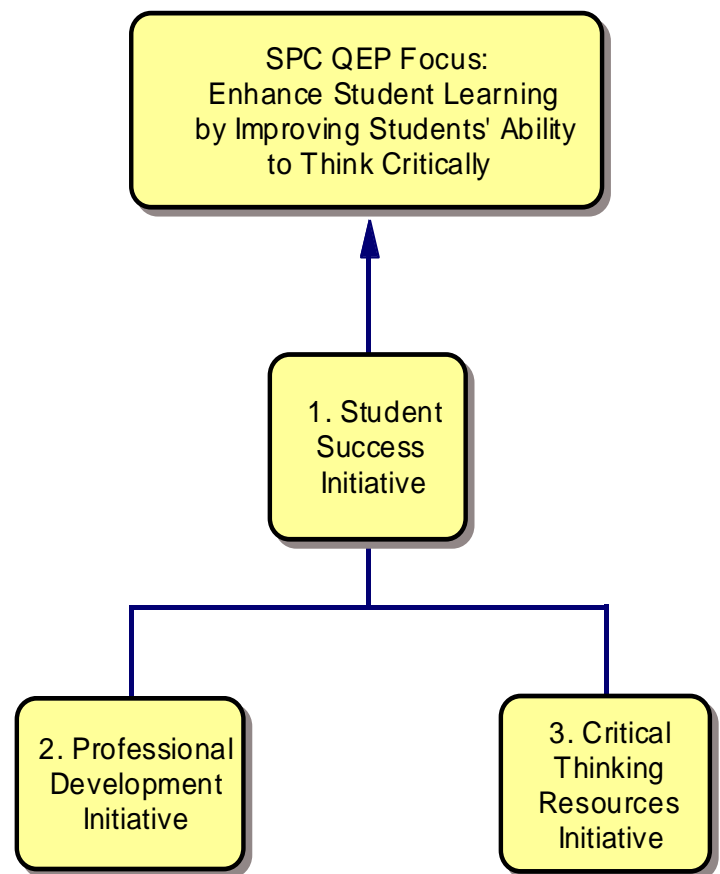 SPC QEP Focus:
Enhance Student Learning
by Improving Students' Ability
to Think Critically
1. Student
Success
Initiative
2. Professional
Development
Initiative
3. Critical
Thinking
Resources
Initiative